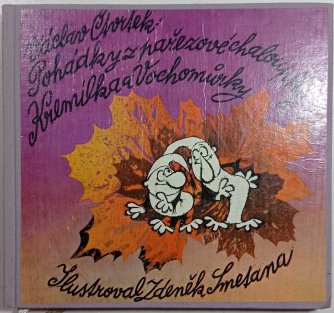 Václav Čtvrtek:
Pohádky z pařezové chaloupky
Křemílka a Vochomůrky
Ilustroval Zdeněk Smetana